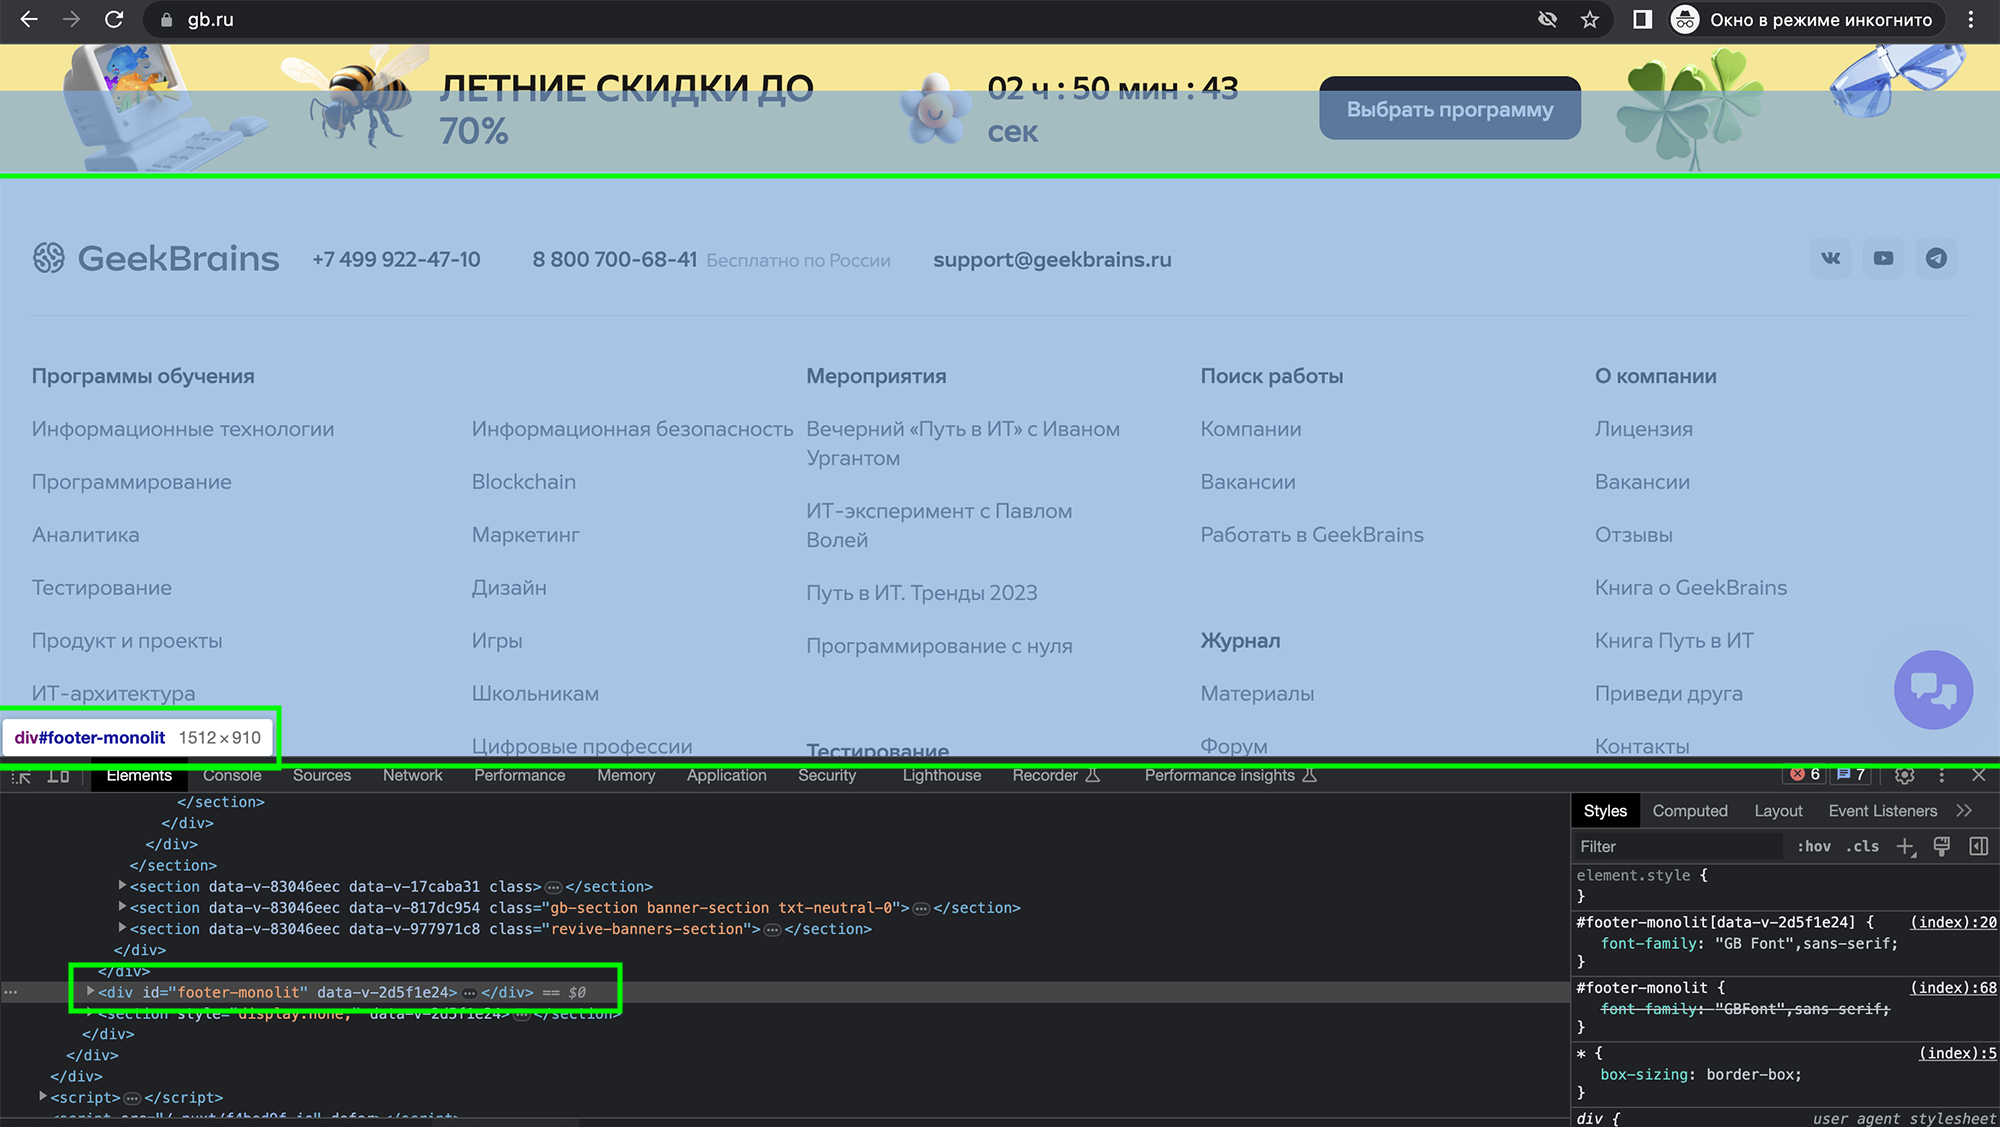 gb.ru
Окно в режиме инкогнито
ЛЕТНИЕ СКИДКИ ДО
70%
02 ч : 50 мин : 43
сек
Выбрать программу
GeekBrains +7 499 922-47-10 8 800 700-68-41 Бесплатно по России support@geekbrains.ru
Программы обучения
Информационные технологии
Программирование
Аналитика
Тестирование
Продукт и проекты
ИТ-архитектура
Информационная безопасность
Blockchain
Маркетинг
Дизайн
Игры
Школьникам
Цифровые профессии
Мероприятия
Вечерний «Путь в ИТ» с Иваном
Ургантом
ИТ-эксперимент с Павлом
Волей
Путь в ИТ. Тренды 2023
Программирование с нуля
Тестирование
Поиск работы
Компании
Вакансии
Работать в GeekBrains
Журнал
Материалы
Форум
О компании
Лицензия
Вакансии
Отзывы
Книга о GeekBrains
Книга Путь в ИТ
Приведи друга
Контакты
div#footer-monolit 1512 × 910
Elements Console Sources Network Performance Memory Application Security Lighthouse Recorder Performance insights 6 7
</section>
</div>
</div>
</section>
<section data-v-83046eec data-v-17caba31 class>…</section>
<section data-v-83046eec data-v-817dc954 class="gb-section banner-section txt-neutral-0">…</section>
<section data-v-83046eec data-v-977971c8 class="revive-banners-section">…</section>
</div>
</div>
<div id="footer-monolit" data-v-2d5f1e24>…</div> == $0
<section style="display:none;" data-v-2d5f1e24>…</section>
</div>
</div>
</div>
<script>…</script>
Styles Computed Layout Event Listeners
Filter :hov .cls
element.style {
}
#footer-monolit[data-v-2d5f1e24] { (index):20
font-family: "GB Font",sans-serif;
}
#footer-monolit { (index):68
font-family: "GBFont",sans-serif;
}
* { (index):5
box-sizing: border-box;
}
div { user agent stylesheet